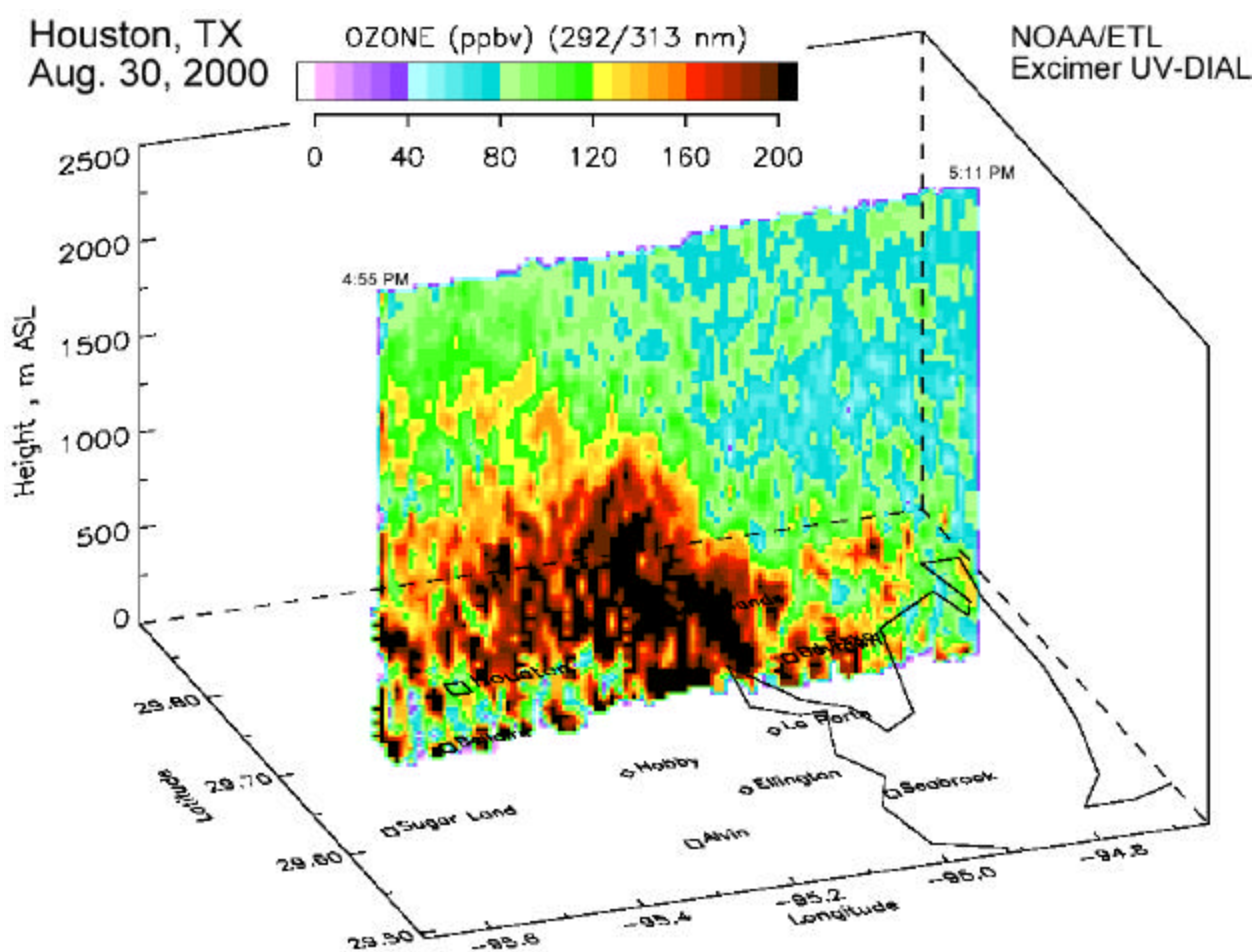 Houston, TX
Aug. 30, 2000
OZONE (ppbv) (292/313 nm)
NOAA/ETL
Excimer UV-DIAL
0 40 80 120 160 200
5:11 PM
4:55 PM
2500
2000
1500
1000
500
0
Height , m ASL
Houston
La Porte
Hobby
Ellington
Seabrook
Sugar Land
Alvin
29.80
29.70
29.60
29.50
Latitude
-95.6
-95.4
-95.2
-95.0
-94.8
Longitude